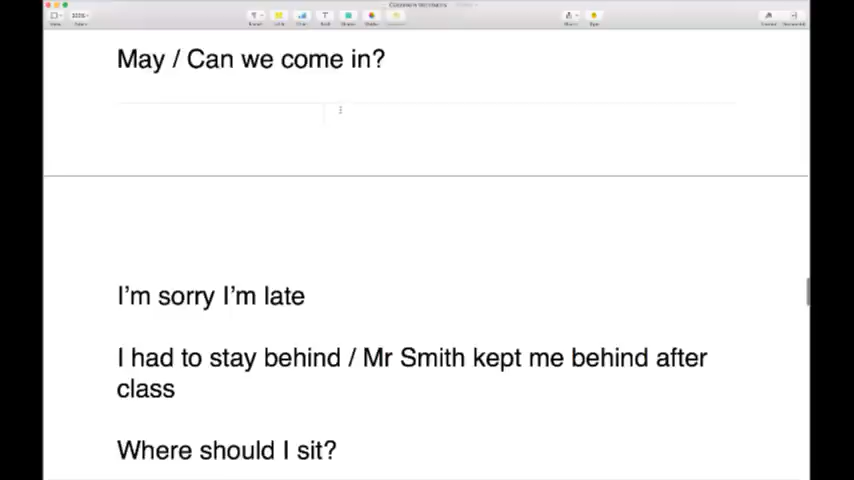 May / Can we come in?
I'm sorry I'm late
I had to stay behind / Mr Smith kept me behind after
class
Where should I sit?